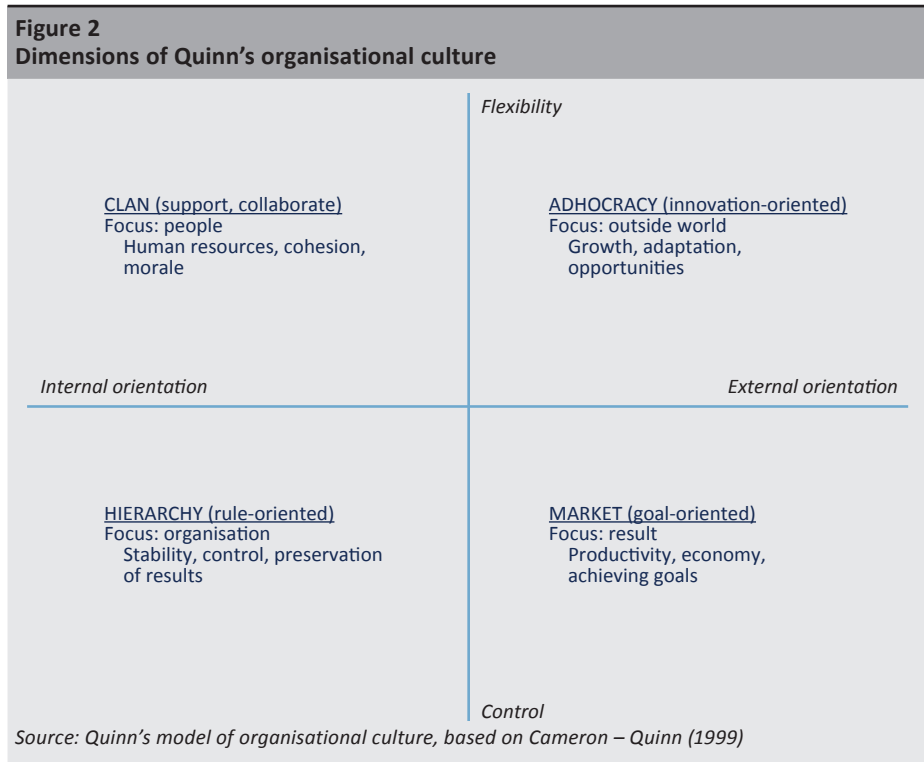 Figure 2
Dimensions of Quinn’s organisational culture
Flexibility
CLAN (support, collaborate)
Focus: people
Human resources, cohesion,
morale
ADHOCRACY (innovation-oriented)
Focus: outside world
Growth, adaptation,
opportunities
Internal orientation
External orientation
HIERARCHY (rule-oriented)
Focus: organisation
Stability, control, preservation
of results
MARKET (goal-oriented)
Focus: result
Productivity, economy,
achieving goals
Control
Source: Quinn’s model of organisational culture, based on Cameron – Quinn (1999)